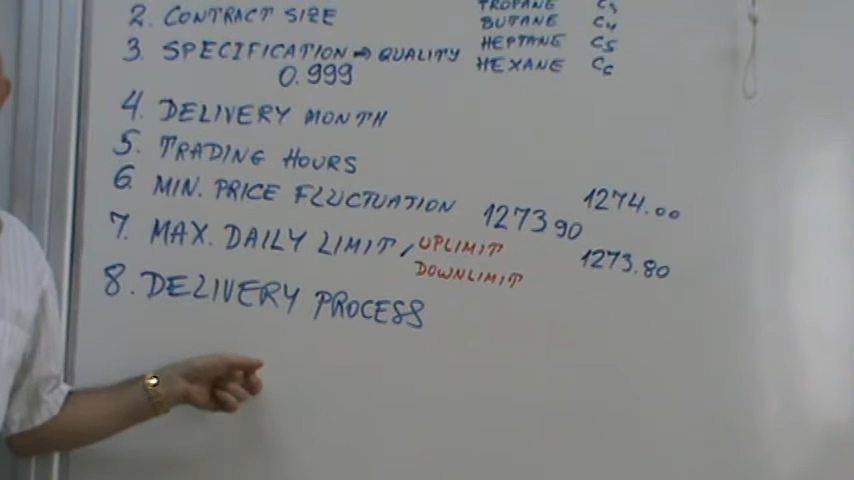 2. CONTRACT SIZE
3. SPECIFICATION → QUALITY
0.999
PROPANE C3
BUTANE C4
HEPTANE C5
HEXANE C6
4. DELIVERY MONTH
5. TRADING HOURS
6. MIN. PRICE FLUCTUATION
1273 90
1274.00
1273.80
7. MAX. DAILY LIMIT / UPLIMIT
DOWNLIMIT
8. DELIVERY PROCESS